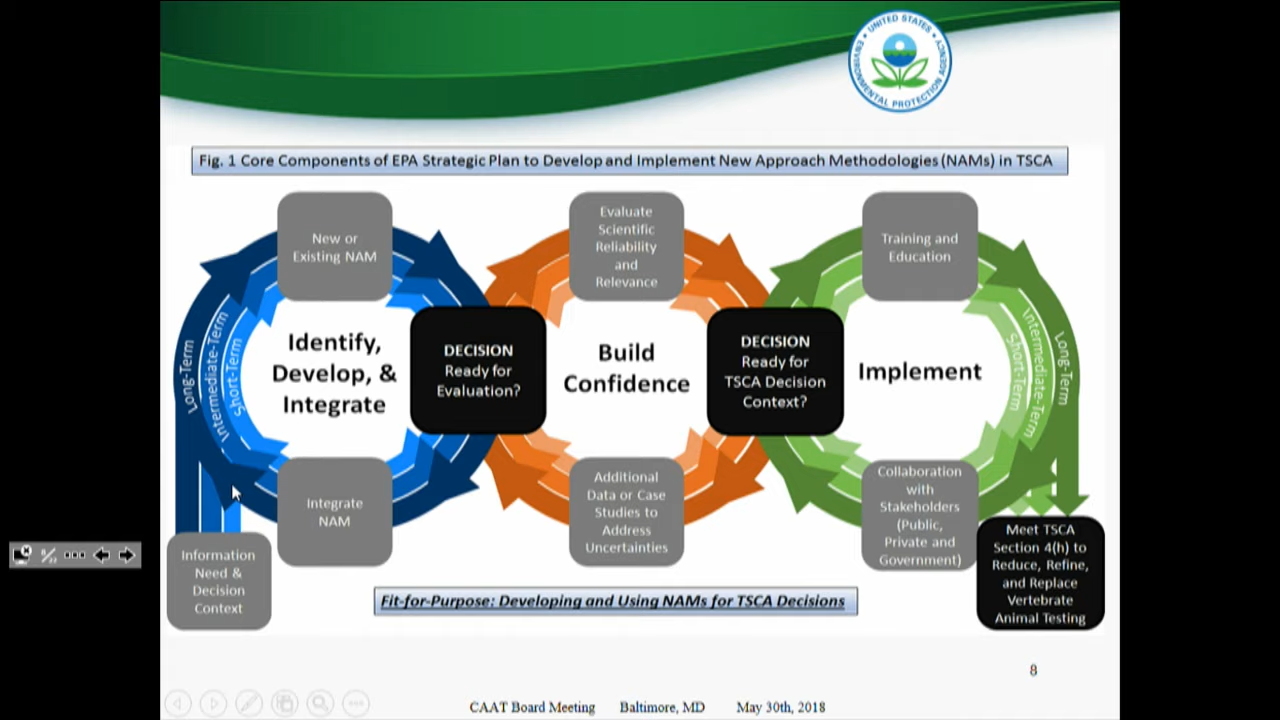 UNITED STATES
ENVIRONMENTAL PROTECTION AGENCY
Fig. 1 Core Components of EPA Strategic Plan to Develop and Implement New Approach Methodologies (NAMs) in TSCA
New or
Existing NAM
Identify,
Develop, &
Integrate
Long-Term
Intermediate-Term
Short-Term
Integrate
NAM
Information
Need &
Decision
Context
DECISION
Ready for
Evaluation?
Evaluate
Scientific
Reliability
and
Relevance
Build
Confidence
Additional
Data or Case
Studies to
Address
Uncertainties
DECISION
Ready for
TSCA Decision
Context?
Training and
Education
Implement
Short-Term
Intermediate-Term
Long-Term
Collaboration
with
Stakeholders
(Public,
Private and
Government)
Meet TSCA
Section 4(h) to
Reduce, Refine,
and Replace
Vertebrate
Animal Testing
Fit-for-Purpose: Developing and Using NAMs for TSCA Decisions
8
CAAT Board Meeting Baltimore, MD May 30th, 2018